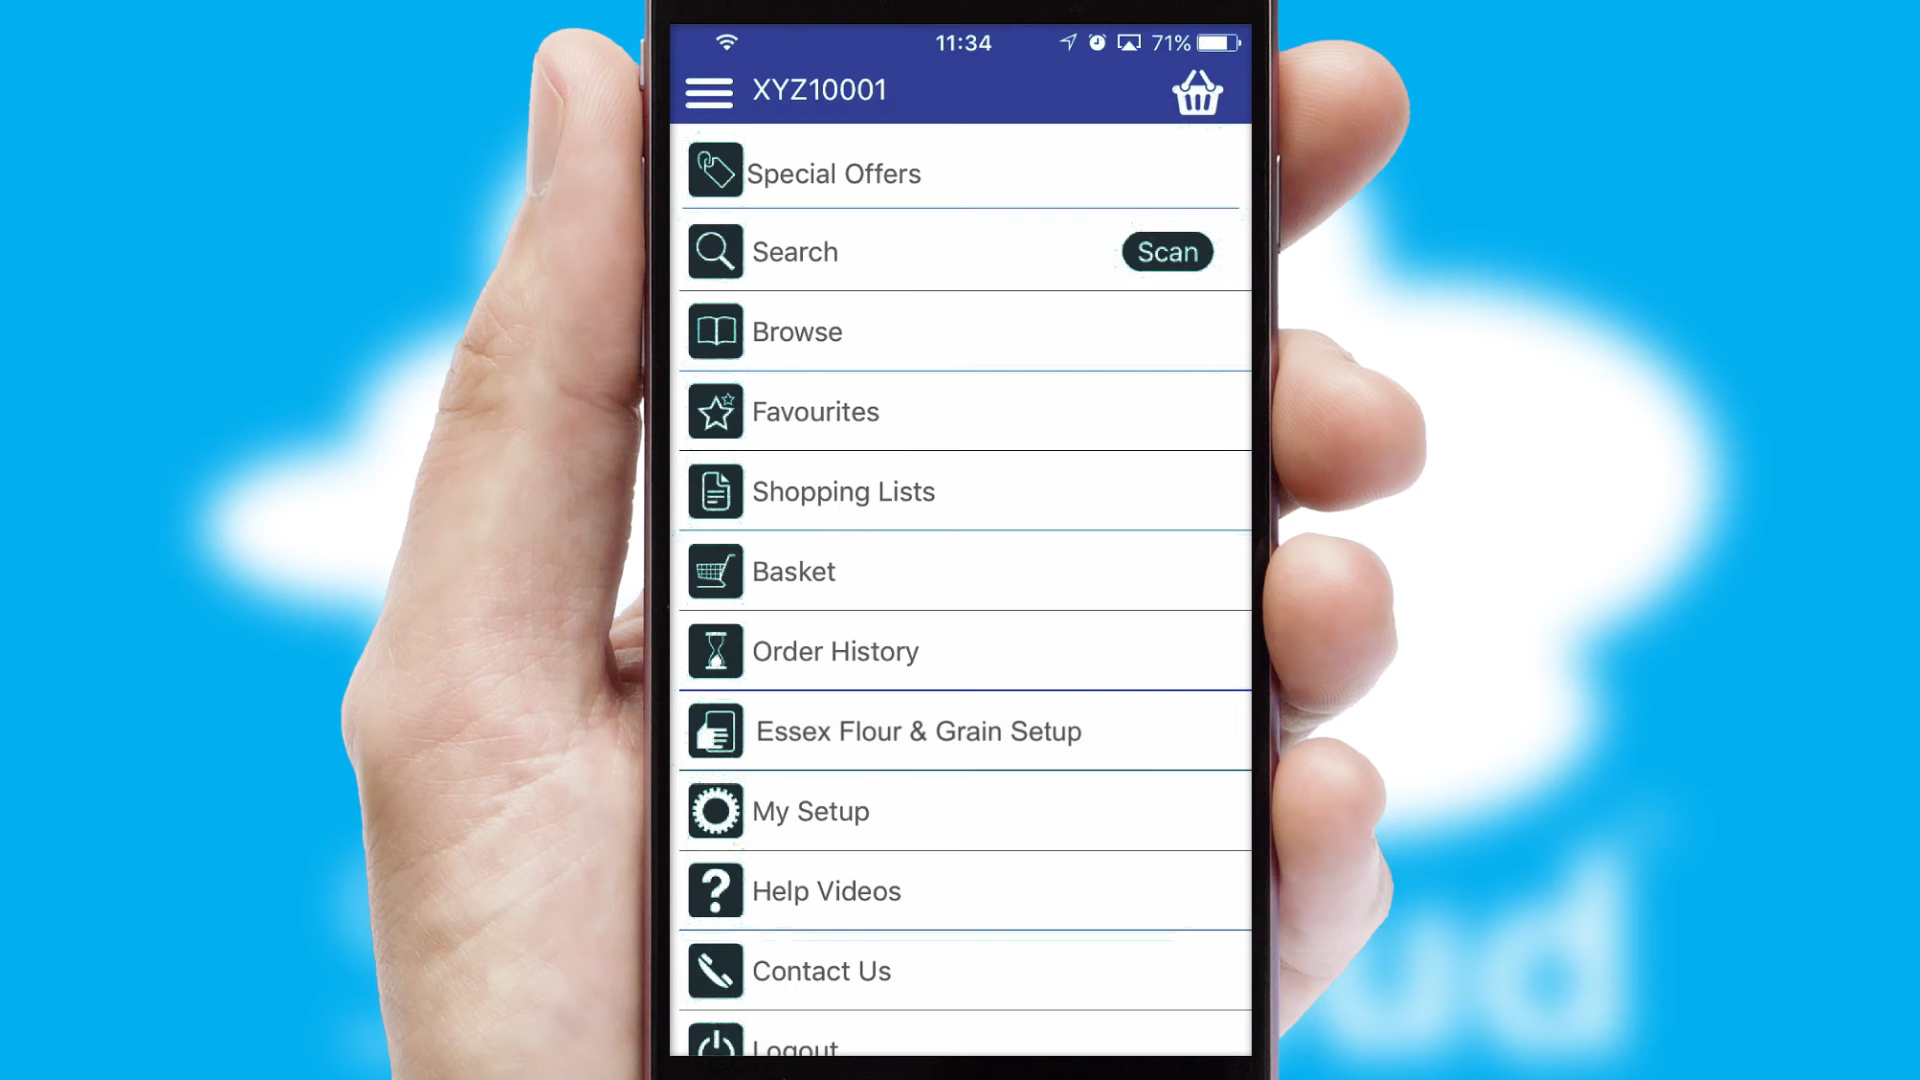 11:34
71%
XYZ10001
Special Offers
Search
Scan
Browse
Favourites
Shopping Lists
Basket
Order History
Essex Flour & Grain Setup
My Setup
Help Videos
Contact Us
Logout
ud